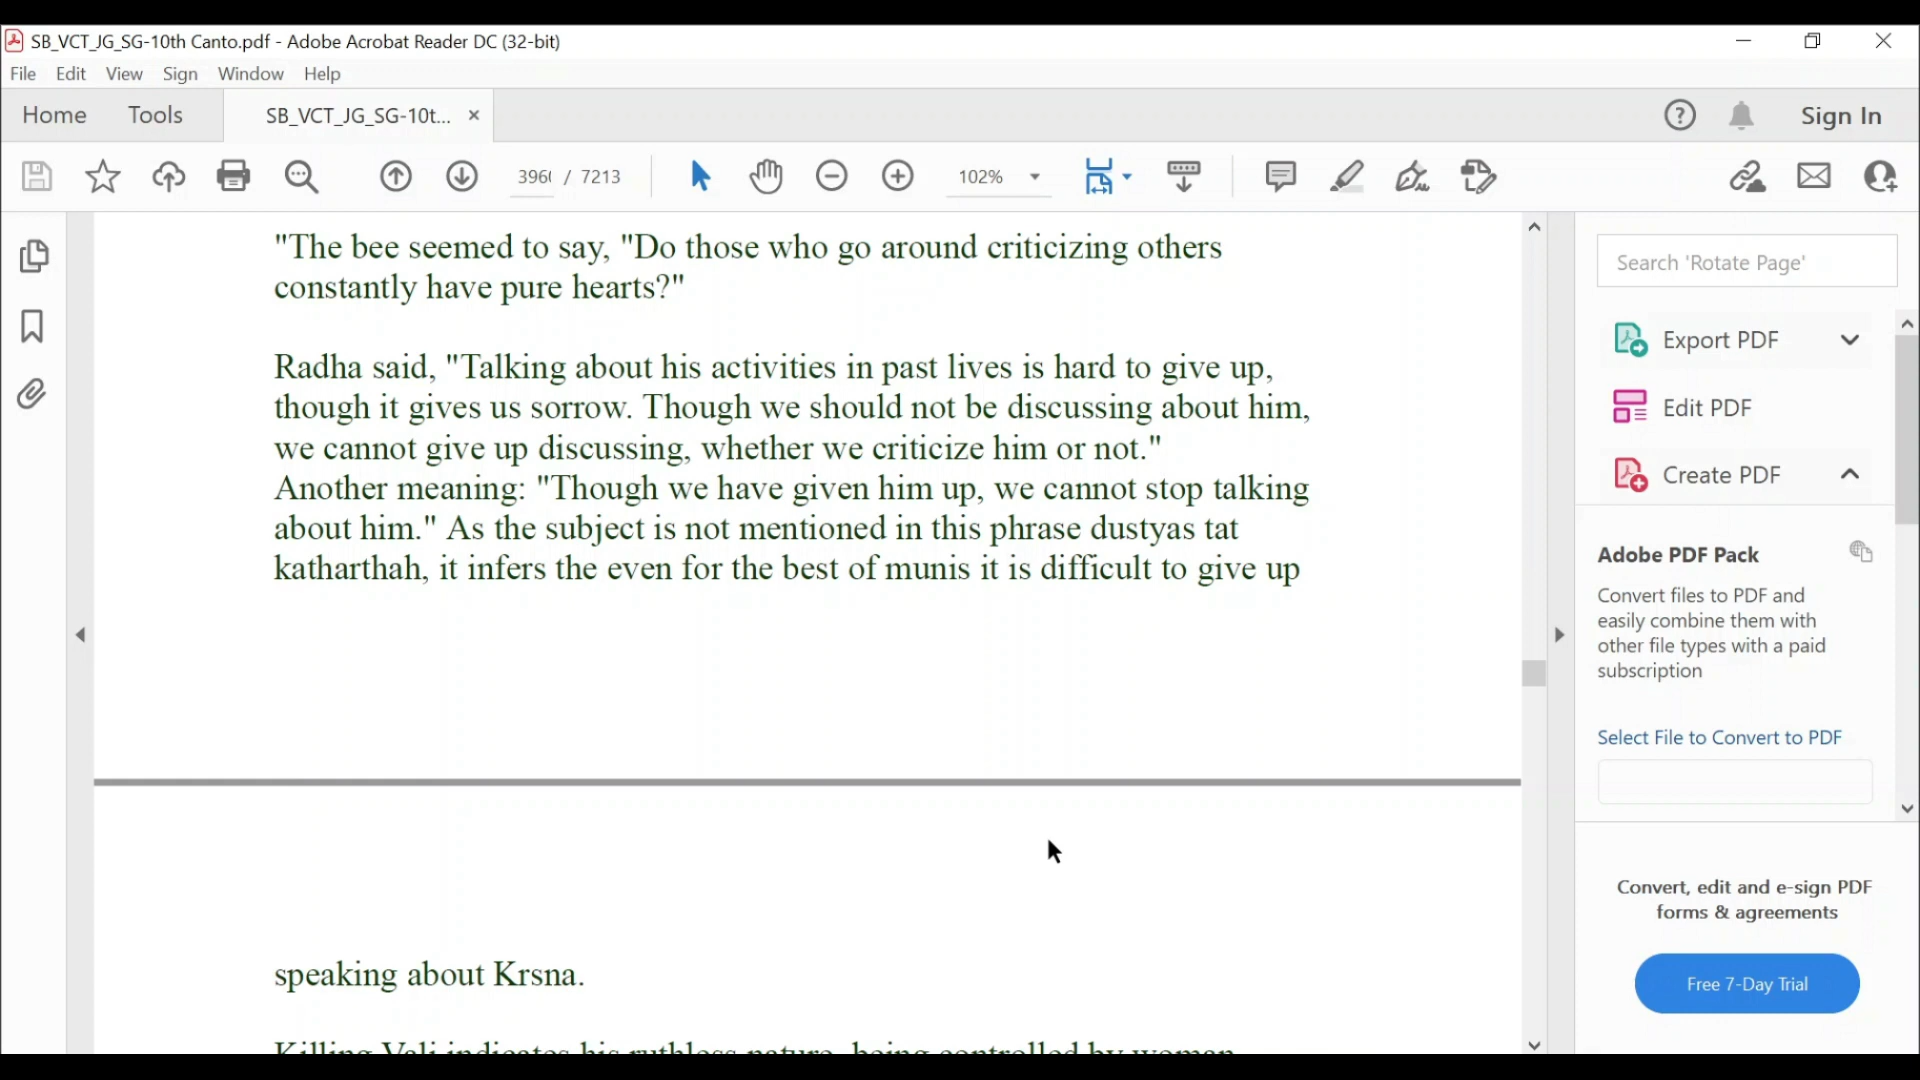 SB_VCT_JG_SG-10th Canto.pdf - Adobe Acrobat Reader DC (32-bit)
File Edit View Sign Window Help
Home Tools SB_VCT_JG_SG-10t... Sign In
396 / 7213 102%
"The bee seemed to say, "Do those who go around criticizing others
constantly have pure hearts?"
Radha said, "Talking about his activities in past lives is hard to give up,
though it gives us sorrow. Though we should not be discussing about him,
we cannot give up discussing, whether we criticize him or not."
Another meaning: "Though we have given him up, we cannot stop talking
about him." As the subject is not mentioned in this phrase dustyas tat
katharthah, it infers the even for the best of munis it is difficult to give up
speaking about Krsna.
Killing Vali indicates his ruthless nature, being controlled by woman
Search 'Rotate Page'
Export PDF
Edit PDF
Create PDF
Adobe PDF Pack
Convert files to PDF and
easily combine them with
other file types with a paid
subscription
Select File to Convert to PDF
Convert, edit and e-sign PDF
forms & agreements
Free 7-Day Trial